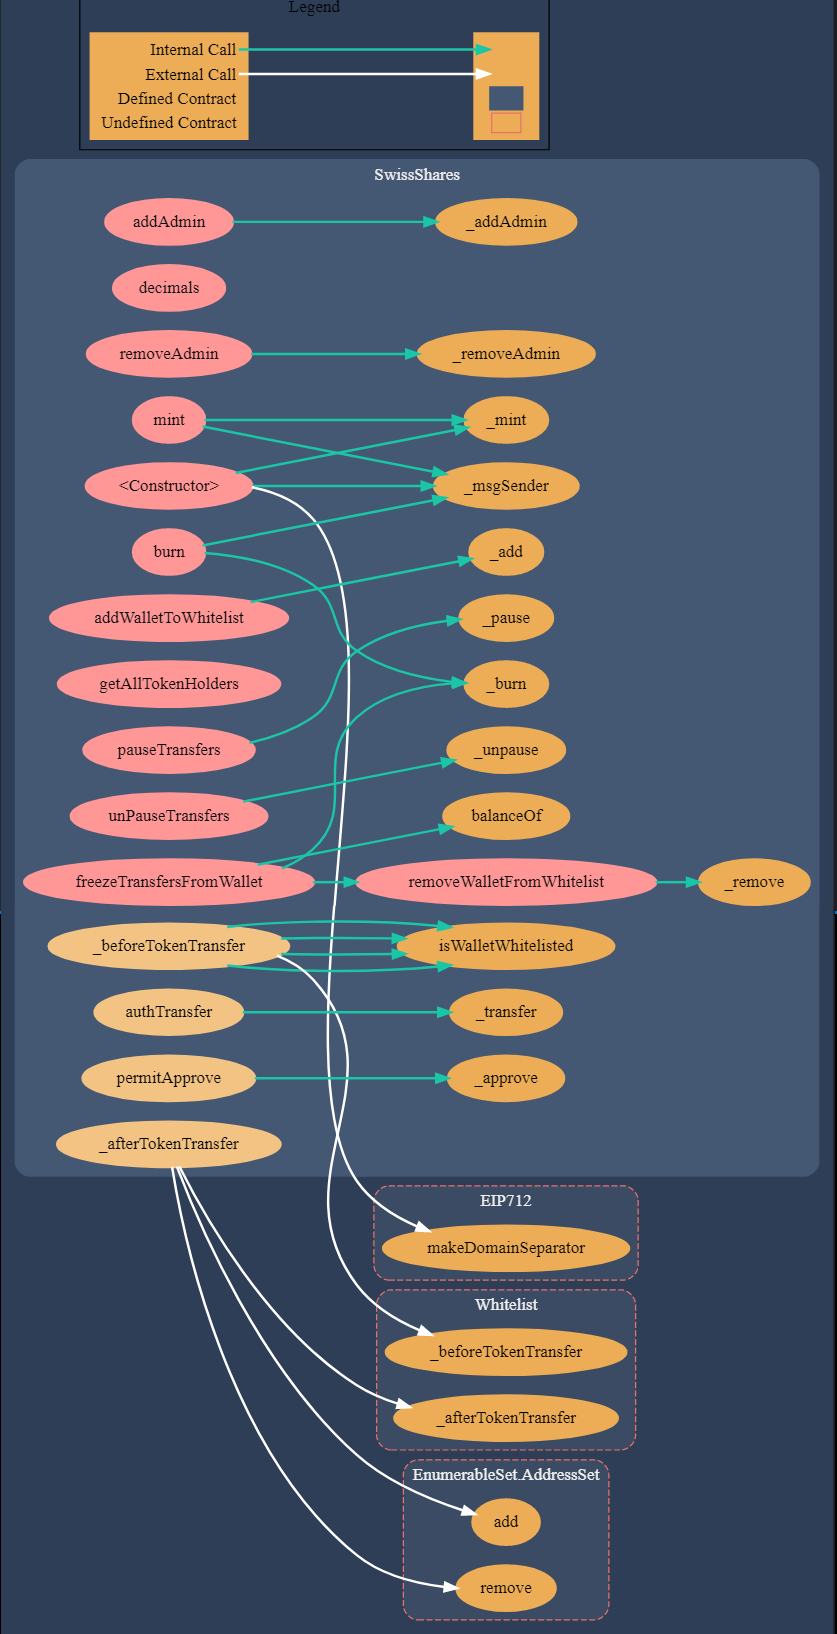 Legend
Internal Call
External Call
Defined Contract
Undefined Contract
SwissShares
addAdmin
_addAdmin
decimals
removeAdmin
_removeAdmin
mint
_mint
<Constructor>
_msgSender
burn
_add
addWalletToWhitelist
_pause
getAllTokenHolders
_burn
pauseTransfers
_unpause
unPauseTransfers
balanceOf
freezeTransfersFromWallet
removeWalletFromWhitelist
_remove
_beforeTokenTransfer
isWalletWhitelisted
authTransfer
_transfer
permitApprove
_approve
_afterTokenTransfer
EIP712
makeDomainSeparator
Whitelist
_beforeTokenTransfer
_afterTokenTransfer
EnumerableSet.AddressSet
add
remove